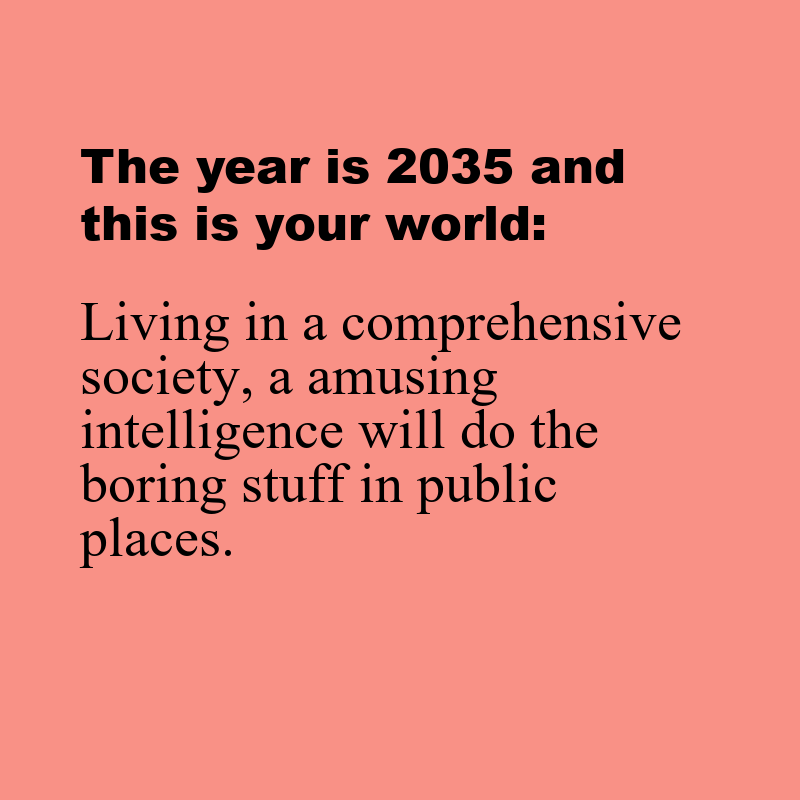 The year is 2035 and
this is your world:
Living in a comprehensive
society, a amusing
intelligence will do the
boring stuff in public
places.